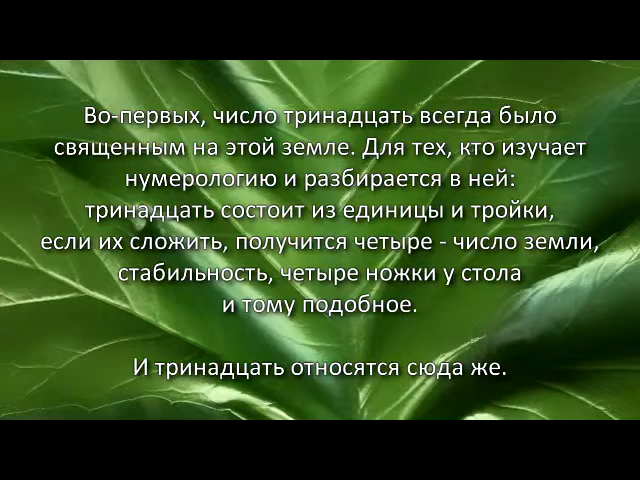 Во-первых, число тринадцать всегда было
священным на этой земле. Для тех, кто изучает
нумерологию и разбирается в ней:
тринадцать состоит из единицы и тройки,
если их сложить, получится четыре - число земли,
стабильность, четыре ножки у стола
и тому подобное.
И тринадцать относятся сюда же.